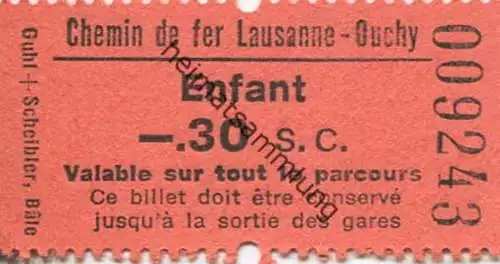 Chemin de fer Lausanne-Ouchy
Enfant
—.30 S.C.
Valable sur tout le parcours
Ce billet doit être conservé
jusqu'à la sortie des gares
009243
Guhl + Scheibler, Bâle
heimatsammlung